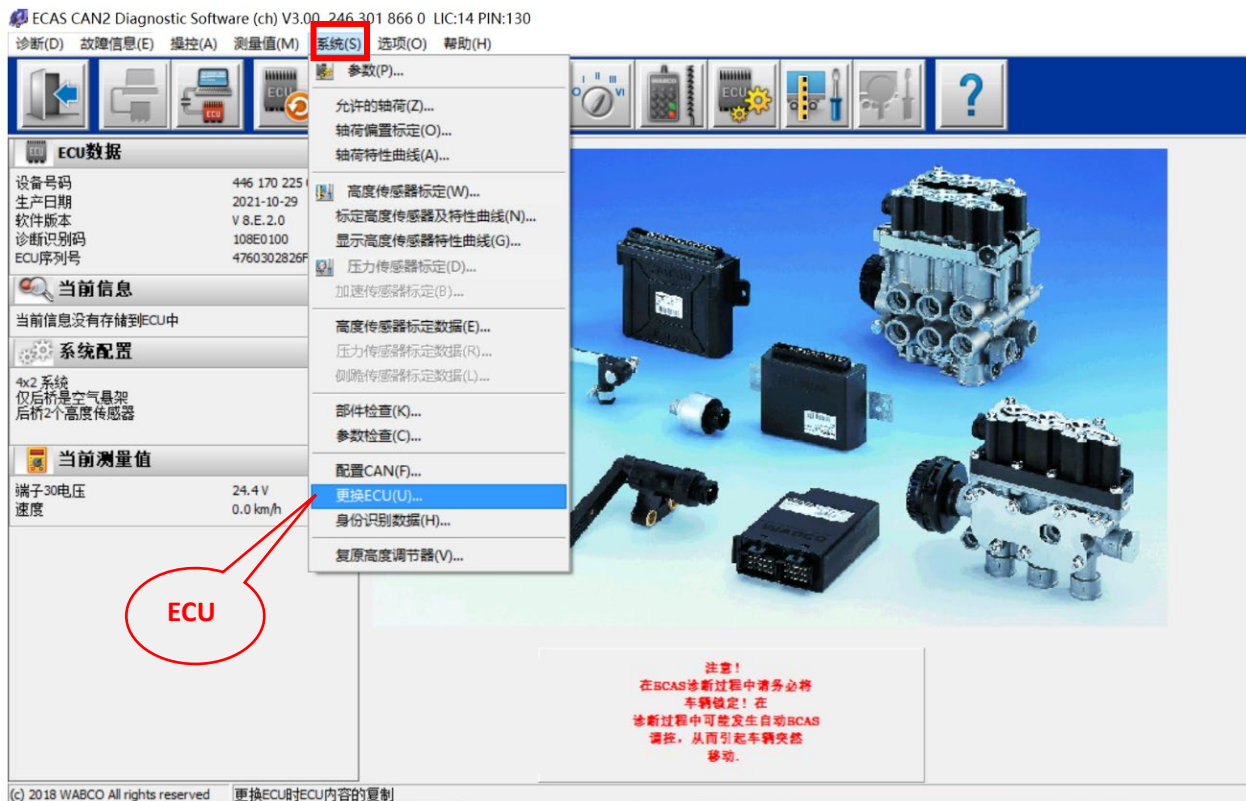 ECAS CAN2 Diagnostic Software (ch) V3.00 246 301 866 0 LIC:14 PIN:130
诊断(D) 故障信息(E) 操控(A) 测量值(M) 系统(S) 选项(O) 帮助(H)
参数(P)...
允许的轴荷(Z)...
轴荷偏置标定(O)...
轴荷特性曲线(A)...
高度传感器标定(W)...
标定高度传感器及特性曲线(N)...
显示高度传感器特性曲线(G)...
压力传感器标定(D)...
加速传感器标定(B)...
高度传感器标定数据(E)...
压力传感器标定数据(R)...
侧路传感器标定数据(L)...
部件检查(K)...
参数检查(C)...
配置CAN(F)...
更换ECU(U)...
身份识别数据(H)...
复原高度调节器(V)...
ECU数据
设备号码 446 170 225
生产日期 2021-10-29
软件版本 V 8.E.2.0
诊断识别码 108E0100
ECU序列号 4760302826F
当前信息
当前信息没有存储到ECU中
系统配置
4x2 系统
仅后桥是空气悬架
后桥2个高度传感器
当前测量值
端子30电压 24.4 V
速度 0.0 km/h
ECU
注意！
在ECAS诊断过程中请务必将
车辆锁定！在
诊断过程中可能发生自动ECAS
调控，从而引起车辆突然
移动.
(c) 2018 WABCO All rights reserved 更换ECU时ECU内容的复制